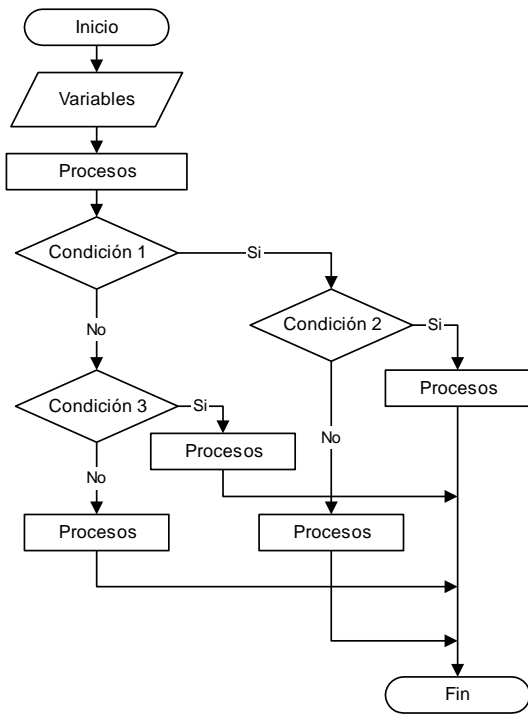 Inicio
Variables
Procesos
Condición 1
Si
No
Condición 2
Si
Procesos
Condición 3
Si
Procesos
No
No
Procesos
Procesos
Fin